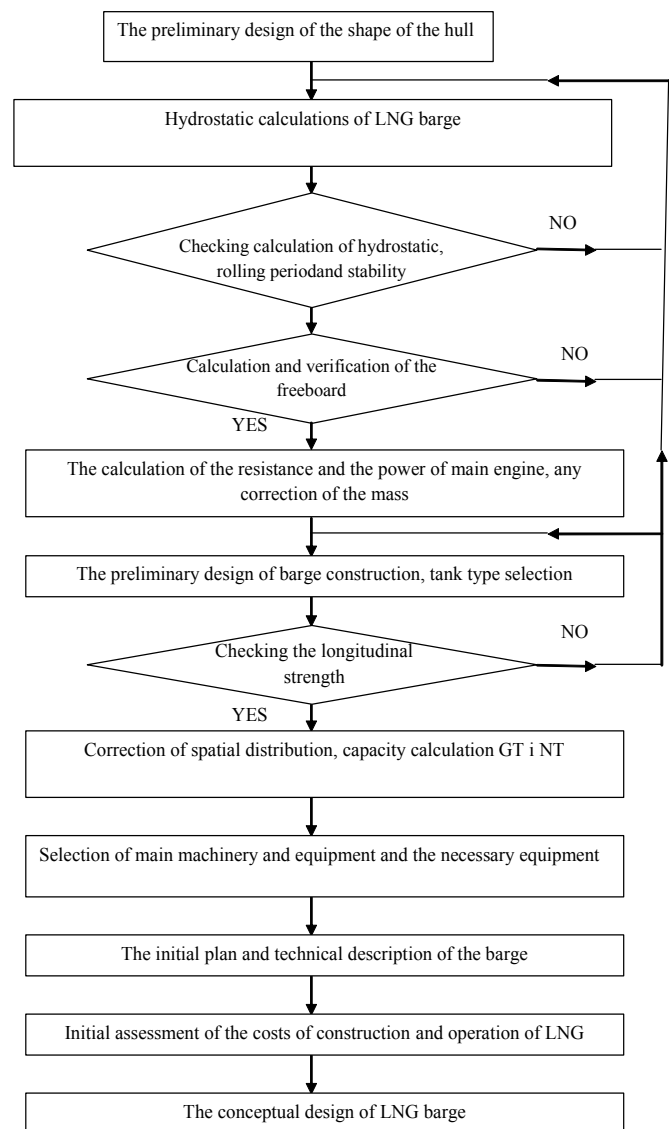 The preliminary design of the shape of the hull
Hydrostatic calculations of LNG barge
NO
Checking calculation of hydrostatic,
rolling periodand stability
NO
Calculation and verification of the
freeboard
YES
The calculation of the resistance and the power of main engine, any
correction of the mass
The preliminary design of barge construction, tank type selection
NO
Checking the longitudinal
strength
YES
Correction of spatial distribution, capacity calculation GT i NT
Selection of main machinery and equipment and the necessary equipment
The initial plan and technical description of the barge
Initial assessment of the costs of construction and operation of LNG
The conceptual design of LNG barge